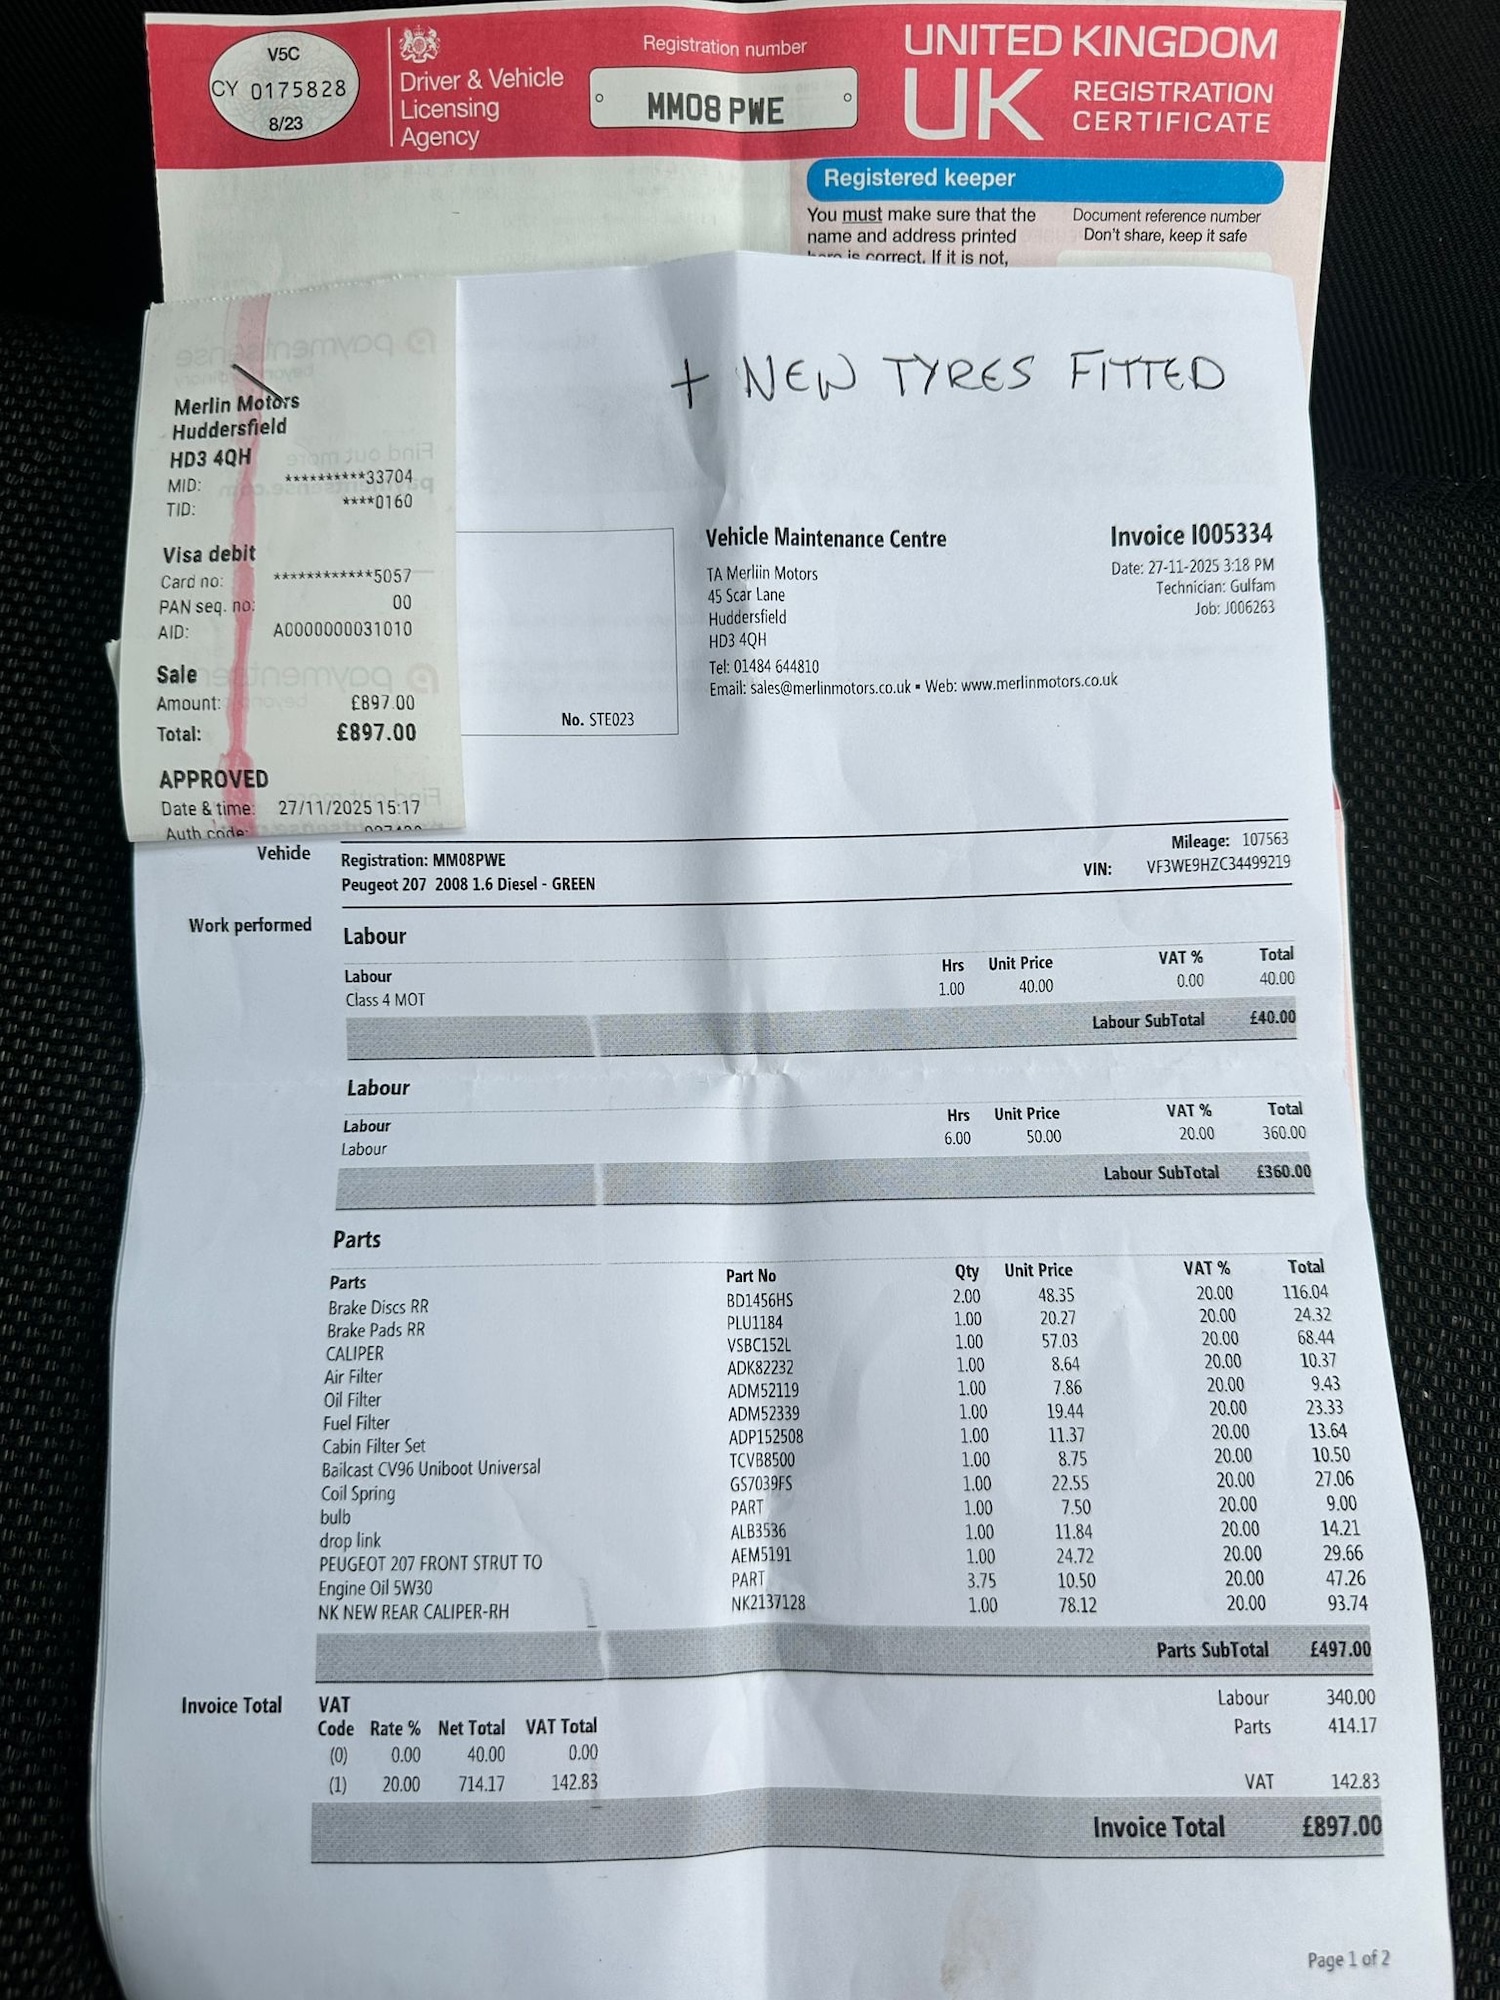 V5C
CY 0175828
8/23
Driver & Vehicle
Licensing
Agency
Registration number
MM08 PWE
UNITED KINGDOM
UK REGISTRATION
CERTIFICATE
Registered keeper
You must make sure that the
name and address printed
here is correct. If it is not,
Document reference number
Don't share, keep it safe
+ NEW TYRES FITTED
Merlin Motors
Huddersfield
HD3 4QH
MID: **********33704
TID: ****0160
Visa debit
Card no: ************5057
PAN seq. no: 00
AID: A0000000031010
Sale
Amount: £897.00
Total: £897.00
APPROVED
Date & time: 27/11/2025 15:17
Auth code:
No. STE023
Vehicle Maintenance Centre
TA Merliin Motors
45 Scar Lane
Huddersfield
HD3 4QH
Tel: 01484 644810
Email: sales@merlinmotors.co.uk ▪ Web: www.merlinmotors.co.uk
Invoice I005334
Date: 27-11-2025 3:18 PM
Technician: Gulfam
Job: J006263
Vehicle
Registration: MM08PWE
Peugeot 207 2008 1.6 Diesel - GREEN
Mileage: 107563
VIN: VF3WE9HZC34499219
Work performed
Labour
Labour Hrs Unit Price VAT % Total
Class 4 MOT 1.00 40.00 0.00 40.00
Labour SubTotal £40.00
Labour
Labour Hrs Unit Price VAT % Total
Labour 6.00 50.00 20.00 360.00
Labour SubTotal £360.00
Parts
Parts Part No Qty Unit Price VAT % Total
Brake Discs RR BD1456HS 2.00 48.35 20.00 116.04
Brake Pads RR PLU1184 1.00 20.27 20.00 24.32
CALIPER VSBC152L 1.00 57.03 20.00 68.44
Air Filter ADK82232 1.00 8.64 20.00 10.37
Oil Filter ADM52119 1.00 7.86 20.00 9.43
Fuel Filter ADM52339 1.00 19.44 20.00 23.33
Cabin Filter Set ADP152508 1.00 11.37 20.00 13.64
Bailcast CV96 Uniboot Universal TCVB8500 1.00 8.75 20.00 10.50
Coil Spring GS7039FS 1.00 22.55 20.00 27.06
bulb PART 1.00 7.50 20.00 9.00
drop link ALB3536 1.00 11.84 20.00 14.21
PEUGEOT 207 FRONT STRUT TO AEM5191 1.00 24.72 20.00 29.66
Engine Oil 5W30 PART 3.75 10.50 20.00 47.26
NK NEW REAR CALIPER-RH NK2137128 1.00 78.12 20.00 93.74
Parts SubTotal £497.00
Invoice Total
VAT
Code Rate % Net Total VAT Total
(0) 0.00 40.00 0.00
(1) 20.00 714.17 142.83
Labour 340.00
Parts 414.17
VAT 142.83
Invoice Total £897.00
Page 1 of 2